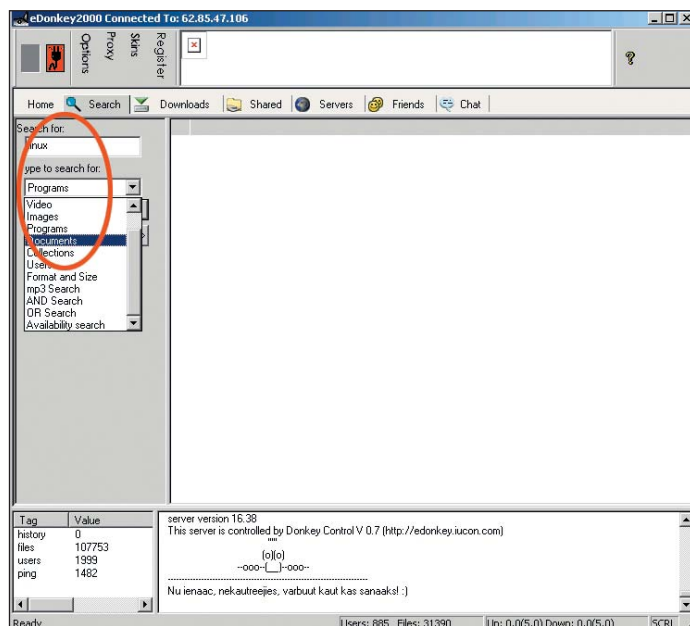 eDonkey2000 Connected To: 62.85.47.106
Options
Proxy
Skins
Register
Home Search Downloads Shared Servers Friends Chat
Search for:
linux
ype to search for:
Programs
Video
Images
Programs
Documents
Collections
Users
Format and Size
mp3 Search
AND Search
OR Search
Availability search
Tag Value
history 0
files 107753
users 1999
ping 1482
server version 16.38
This server is controlled by Donkey Control V 0.7 (http://edonkey.iucon.com)
""
(o)(o)
--ooo--(__)--ooo--
Nu ienaac, nekautreejies, varbuut kaut kas sanaaks! :)
Ready Users: 885 Files: 31390 Up: 0.0(5.0) Down: 0.0(5.0) SCRL